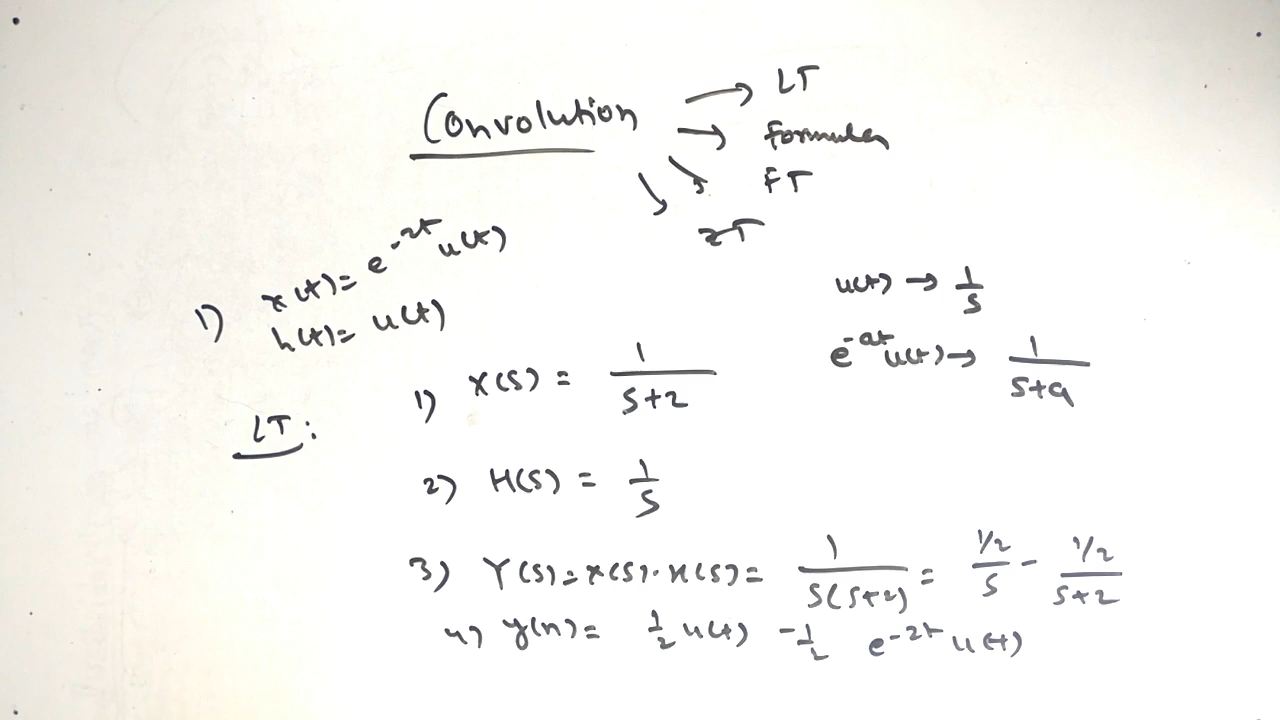 Convolution → LT
→ Formula
→ FT
→ ZT
1) x(t) = e^{-2t} u(t)
h(t) = u(t)
u(t) → 1/s
e^{-at} u(t) → 1/(s+a)
LT:
1) X(s) = 1/(s+2)
2) H(s) = 1/s
3) Y(s) = X(s)·H(s) = 1/(s(s+2)) = (1/2)/s - (1/2)/(s+2)
4) y(n) = 1/2 u(t) - 1/2 e^{-2t} u(t)